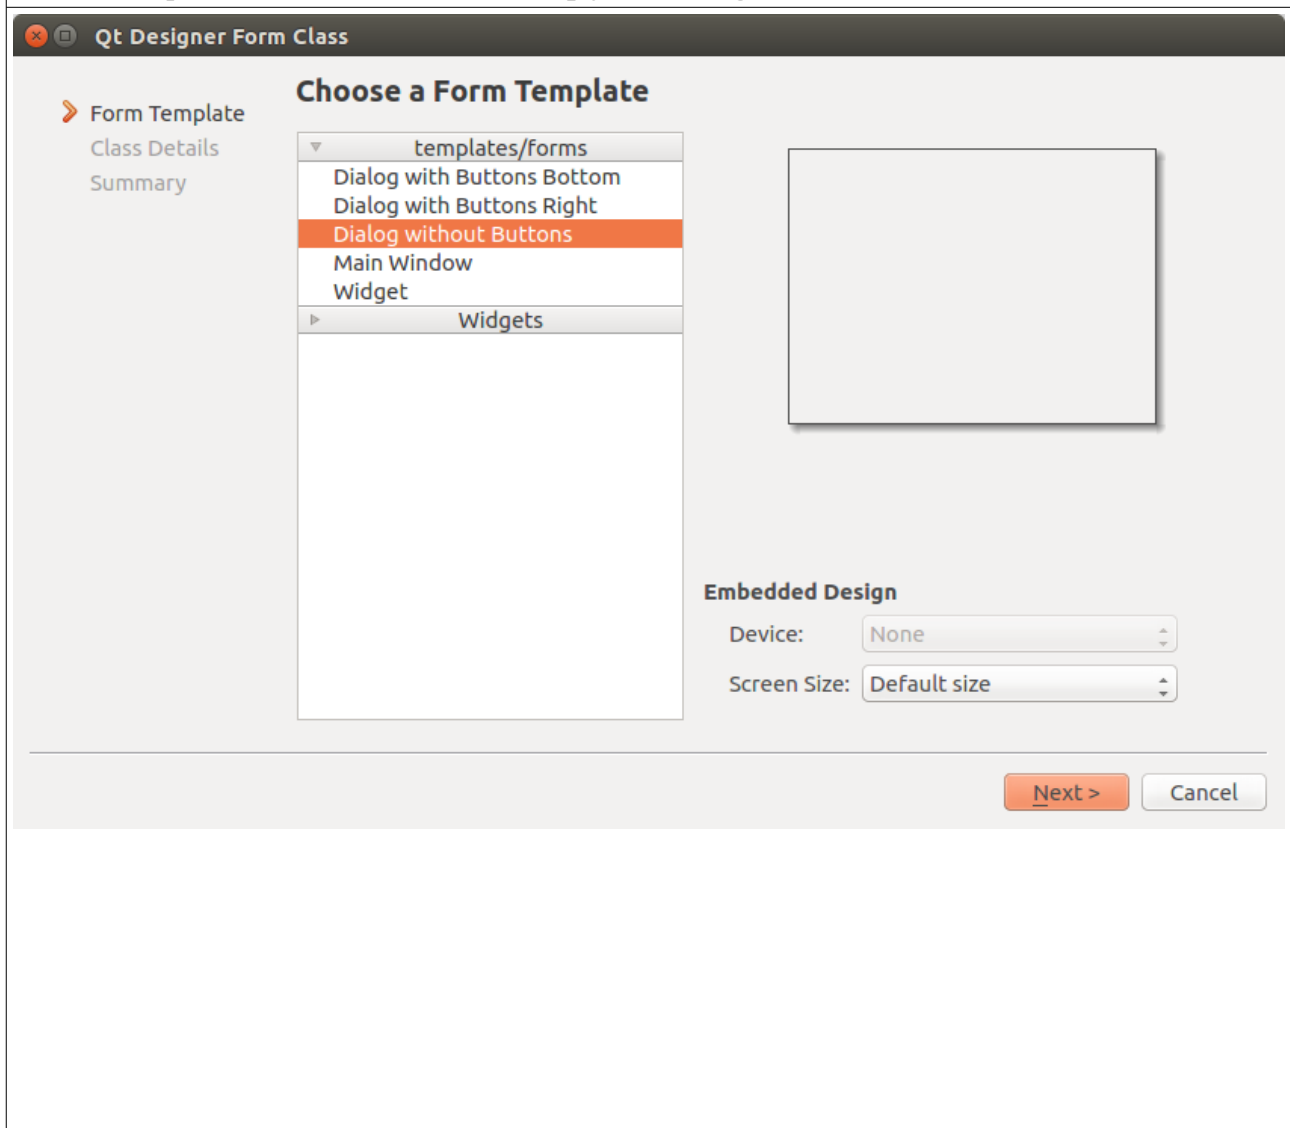 Qt Designer Form Class
Choose a Form Template
Form Template
Class Details
Summary
templates/forms
Dialog with Buttons Bottom
Dialog with Buttons Right
Dialog without Buttons
Main Window
Widget
Widgets
Embedded Design
Device: None
Screen Size: Default size
Next > Cancel